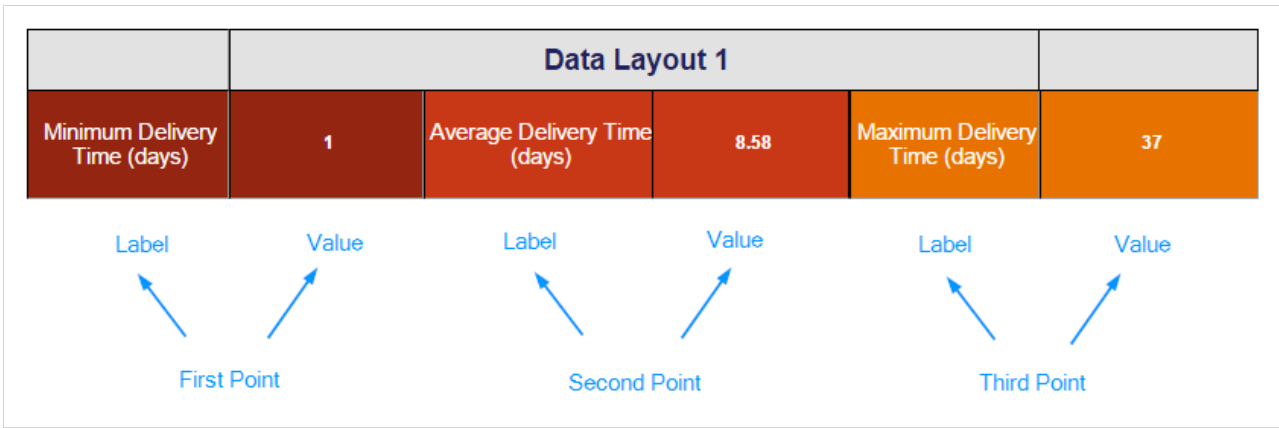 Data Layout 1
Minimum Delivery
Time (days)
1
Average Delivery Time
(days)
8.58
Maximum Delivery
Time (days)
37
Label
Value
Label
Value
Label
Value
First Point
Second Point
Third Point